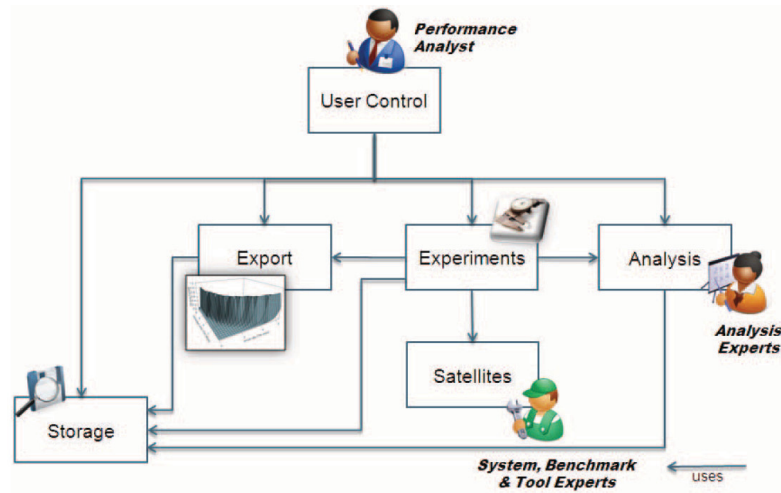 Performance
Analyst
User Control
Export
Experiments
Analysis
Analysis
Experts
Satellites
Storage
System, Benchmark
& Tool Experts
uses